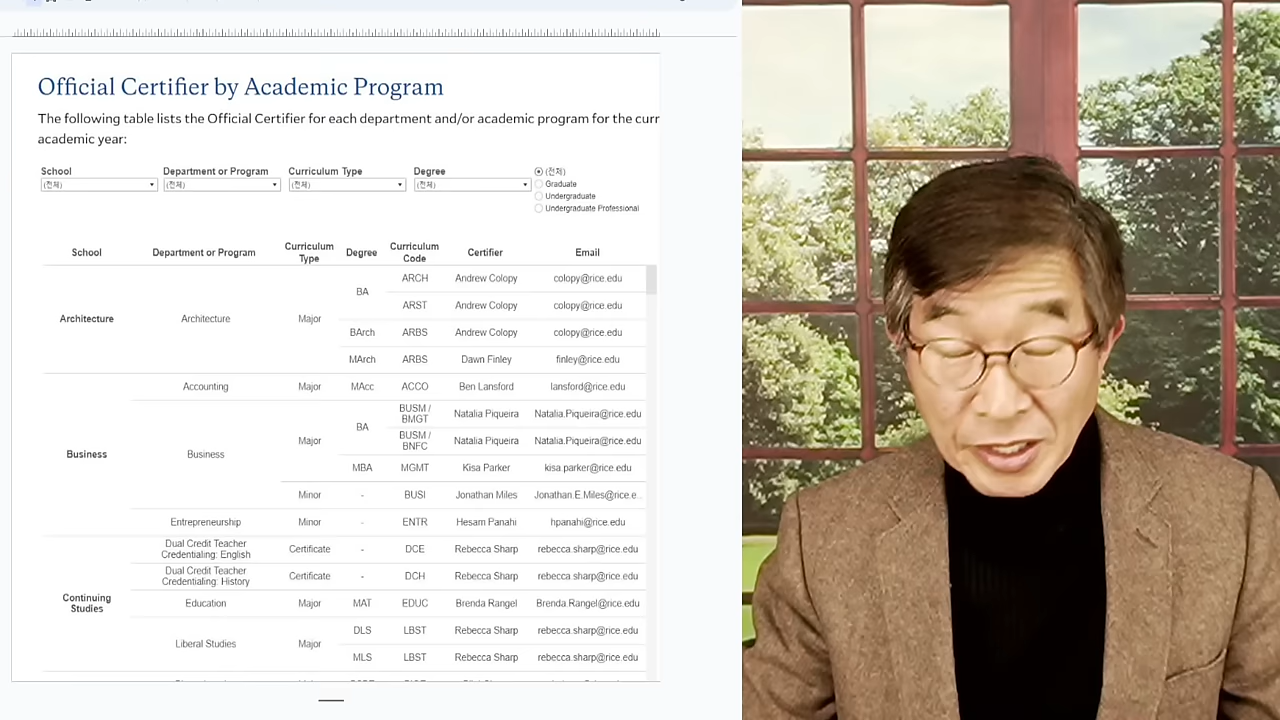 Official Certifier by Academic Program
The following table lists the Official Certifier for each department and/or academic program for the curr
academic year:
School Department or Program Curriculum Type Degree
(전체) (전체) (전체) (전체)
(전체)
Graduate
Undergraduate
Undergraduate Professional
School Department or Program Curriculum Type Degree Curriculum Code Certifier Email
Architecture Architecture Major BA ARCH Andrew Colopy colopy@rice.edu
ARST Andrew Colopy colopy@rice.edu
BArch ARBS Andrew Colopy colopy@rice.edu
MArch ARBS Dawn Finley finley@rice.edu
Business Accounting Major MAcc ACCO Ben Lansford lansford@rice.edu
Business Major BA BUSM / BMGT Natalia Piqueira Natalia.Piqueira@rice.edu
BUSM / BNFC Natalia Piqueira Natalia.Piqueira@rice.edu
MBA MGMT Kisa Parker kisa.parker@rice.edu
Minor - BUSI Jonathan Miles Jonathan.E.Miles@rice.e...
Entrepreneurship Minor - ENTR Hesam Panahi hpanahi@rice.edu
Continuing Studies Dual Credit Teacher Credentialing: English Certificate - DCE Rebecca Sharp rebecca.sharp@rice.edu
Dual Credit Teacher Credentialing: History Certificate - DCH Rebecca Sharp rebecca.sharp@rice.edu
Education Major MAT EDUC Brenda Rangel Brenda.Rangel@rice.edu
Liberal Studies Major DLS LBST Rebecca Sharp rebecca.sharp@rice.edu
MLS LBST Rebecca Sharp rebecca.sharp@rice.edu